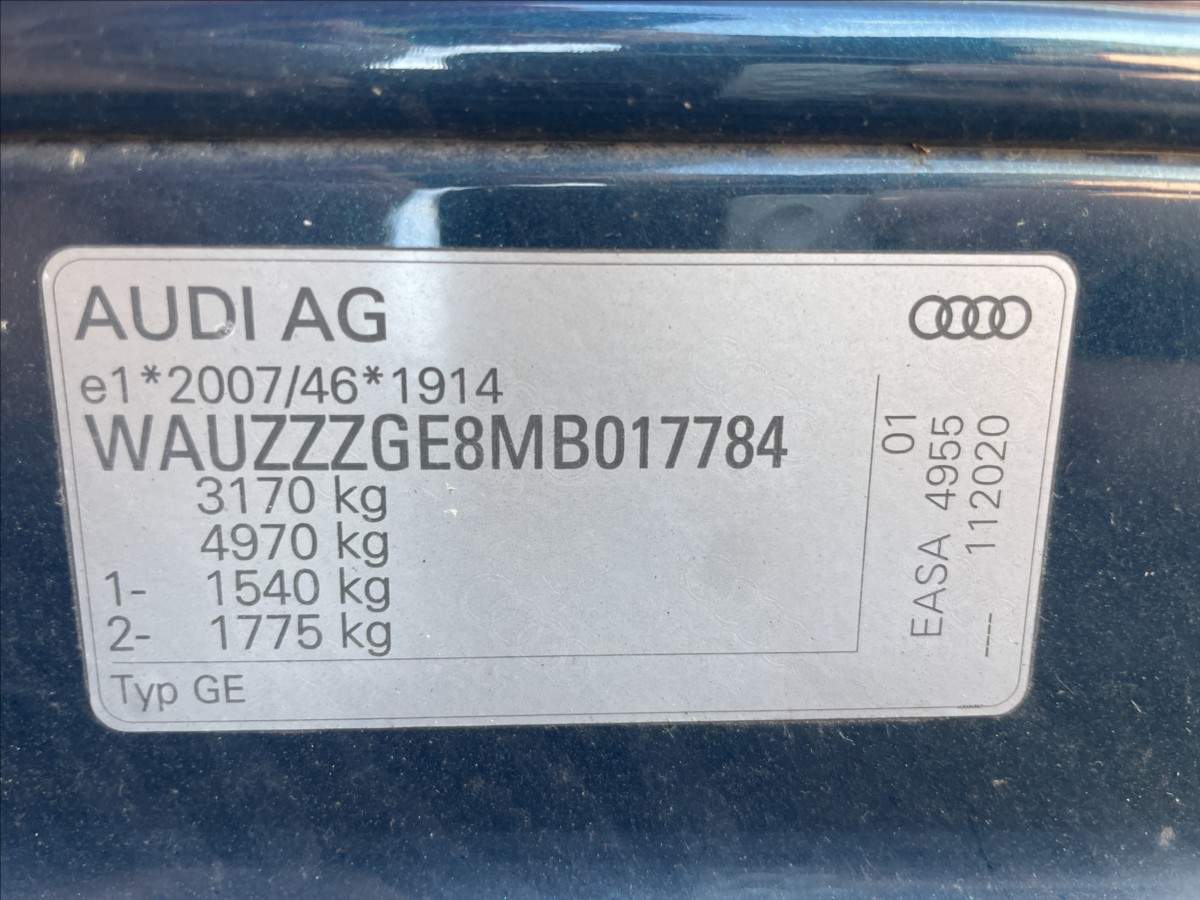 AUDI AG
e1*2007/46*1914
WAUZZZGE8MB017784
3170 kg
4970 kg
1- 1540 kg
2- 1775 kg
Typ GE
01
EASA 4955
---- 112020